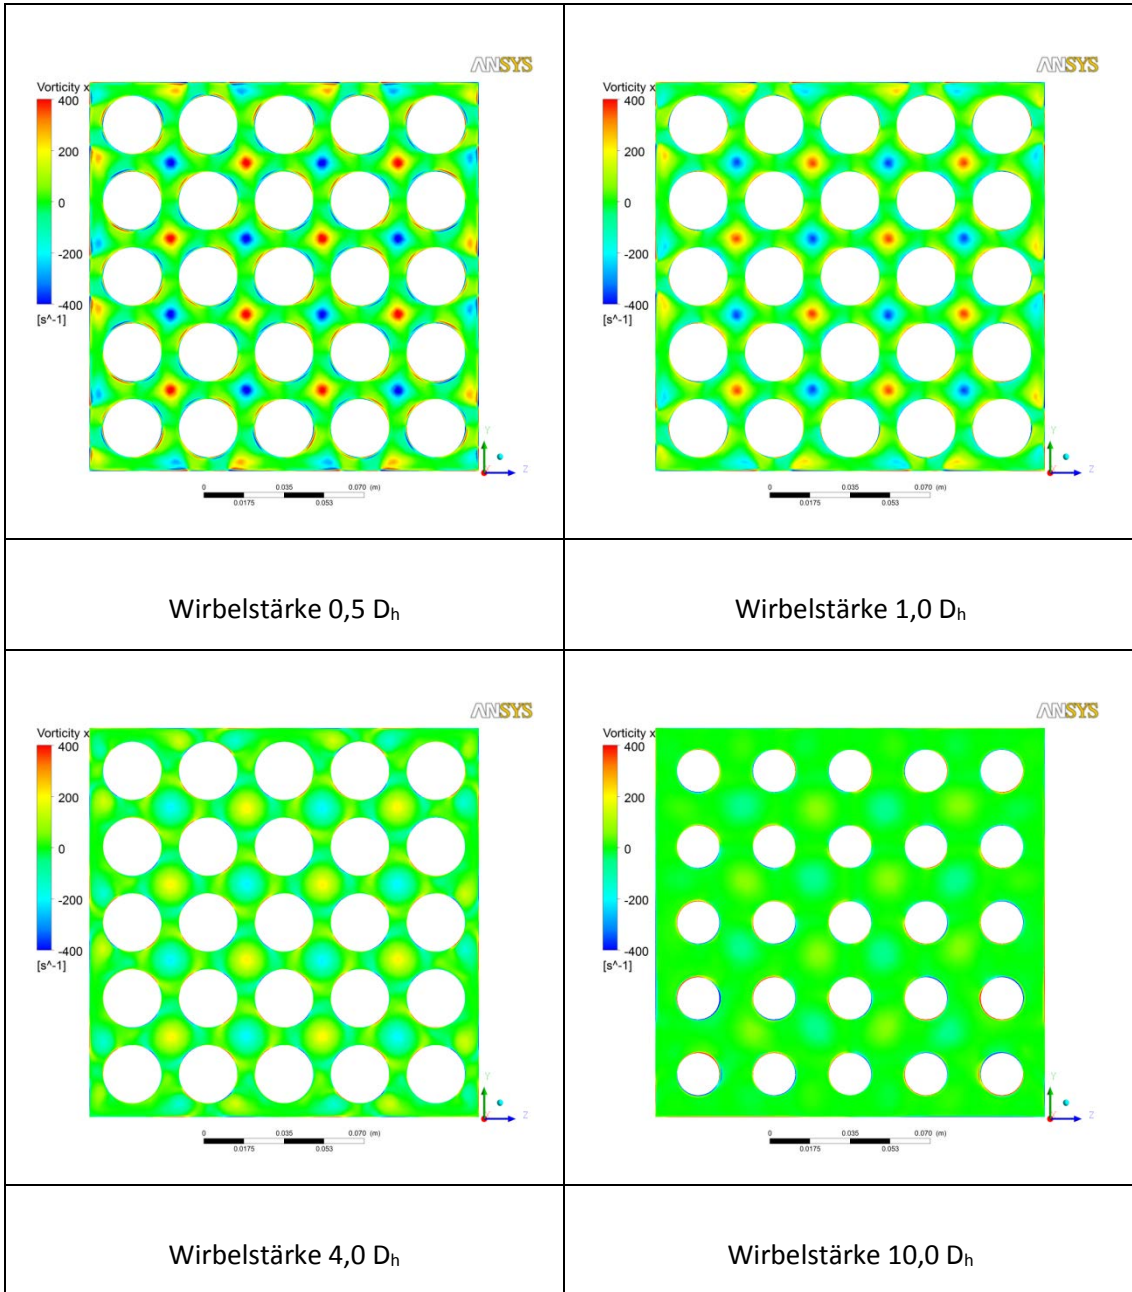 ANSYS
Vorticity x
400
200
0
-200
-400
[s^-1]
Y
Z
0 0.035 0.070 (m)
0.0175 0.053
ANSYS
Vorticity x
400
200
0
-200
-400
[s^-1]
Y
Z
0 0.035 0.070 (m)
0.0175 0.053
Wirbelstärke 0,5 Dh
Wirbelstärke 1,0 Dh
ANSYS
Vorticity x
400
200
0
-200
-400
[s^-1]
Y
Z
0 0.035 0.070 (m)
0.0175 0.053
ANSYS
Vorticity x
400
200
0
-200
-400
[s^-1]
Y
Z
0 0.035 0.070 (m)
0.0175 0.053
Wirbelstärke 4,0 Dh
Wirbelstärke 10,0 Dh